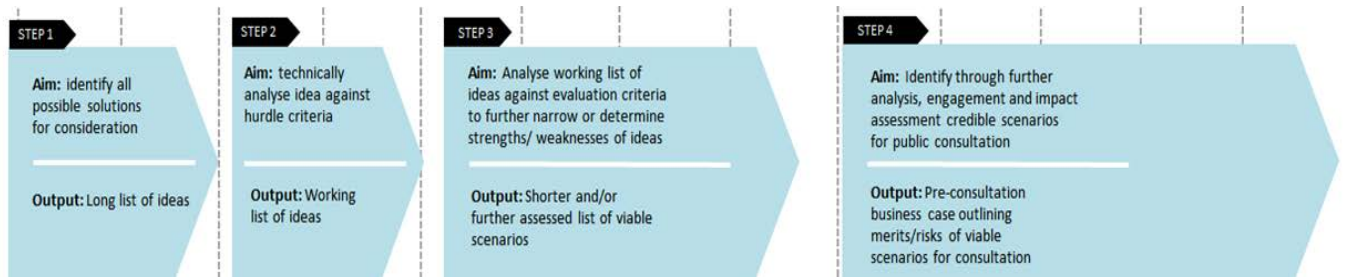 STEP 1
Aim: identify all
possible solutions
for consideration
Output: Long list of ideas
STEP 2
Aim: technically
analyse idea against
hurdle criteria
Output: Working
list of ideas
STEP 3
Aim: Analyse working list of
ideas against evaluation criteria
to further narrow or determine
strengths/ weaknesses of ideas
Output: Shorter and/or
further assessed list of viable
scenarios
STEP 4
Aim: Identify through further
analysis, engagement and impact
assessment credible scenarios
for public consultation
Output: Pre-consultation
business case outlining
merits/risks of viable
scenarios for consultation